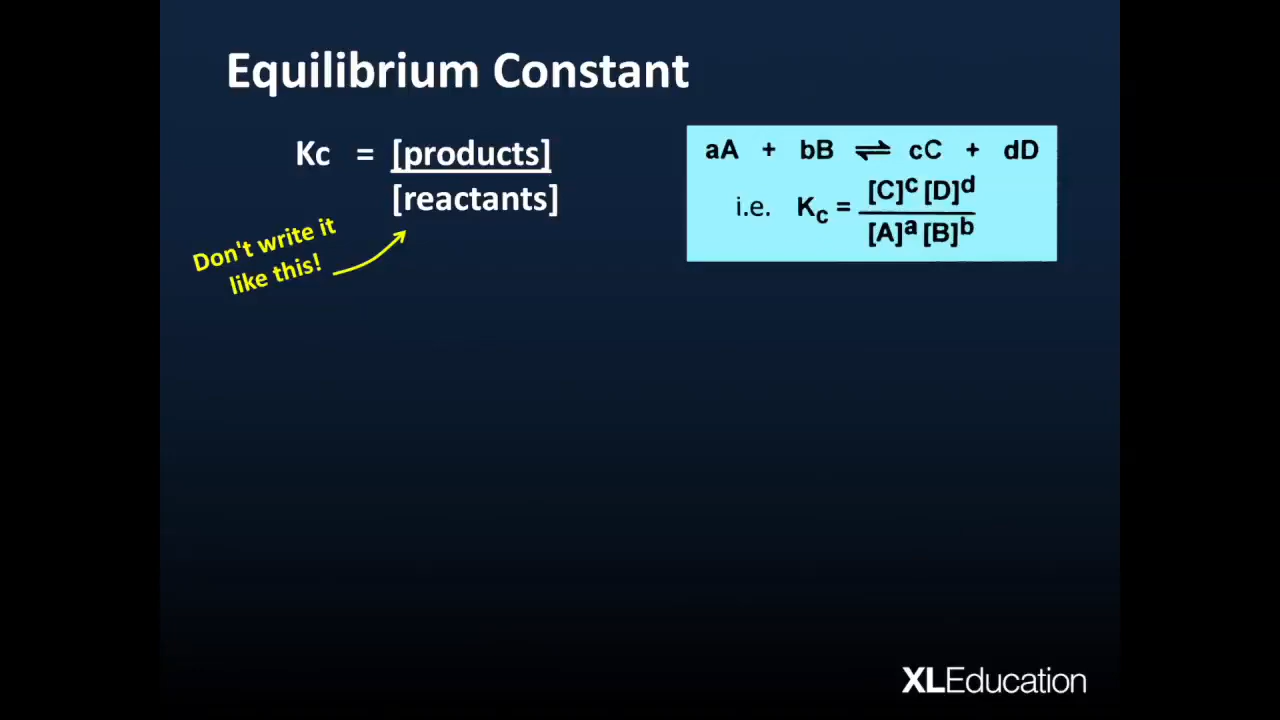 Equilibrium Constant
Kc = [products]
[reactants]
Don't write it
like this!
aA + bB ⇌ cC + dD
i.e. Kc = [C]ᶜ [D]ᵈ
[A]ᵃ [B]ᵇ
XLEducation